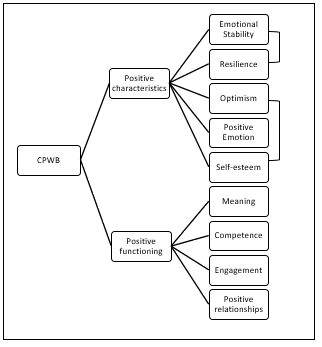 Emotional
Stability
Resilience
Positive
characteristics
Optimism
Positive
Emotion
CPWB
Self-esteem
Meaning
Positive
functioning
Competence
Engagement
Positive
relationships